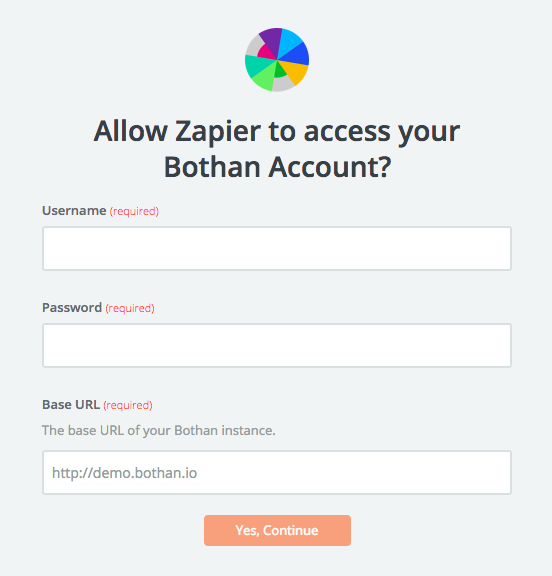 Allow Zapier to access your
Bothan Account?
Username (required)
Password (required)
Base URL (required)
The base URL of your Bothan instance.
http://demo.bothan.io
Yes, Continue